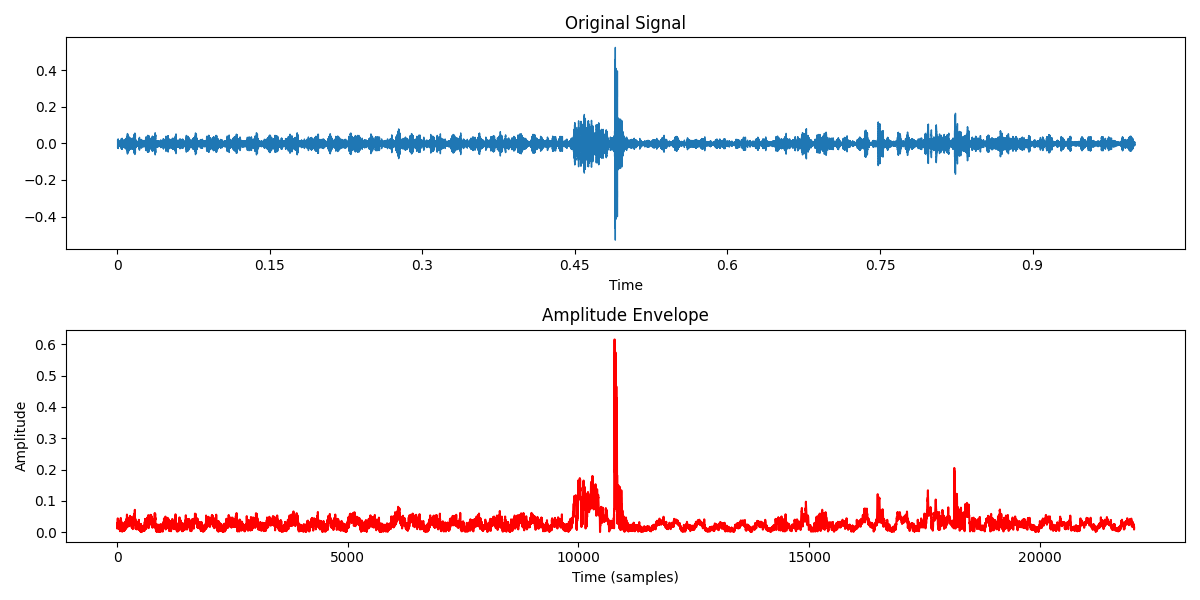 Original Signal
0.4
0.2
0.0
−0.2
−0.4
0 0.15 0.3 0.45 0.6 0.75 0.9
Time
Amplitude Envelope
Amplitude
0.6
0.5
0.4
0.3
0.2
0.1
0.0
0 5000 10000 15000 20000
Time (samples)